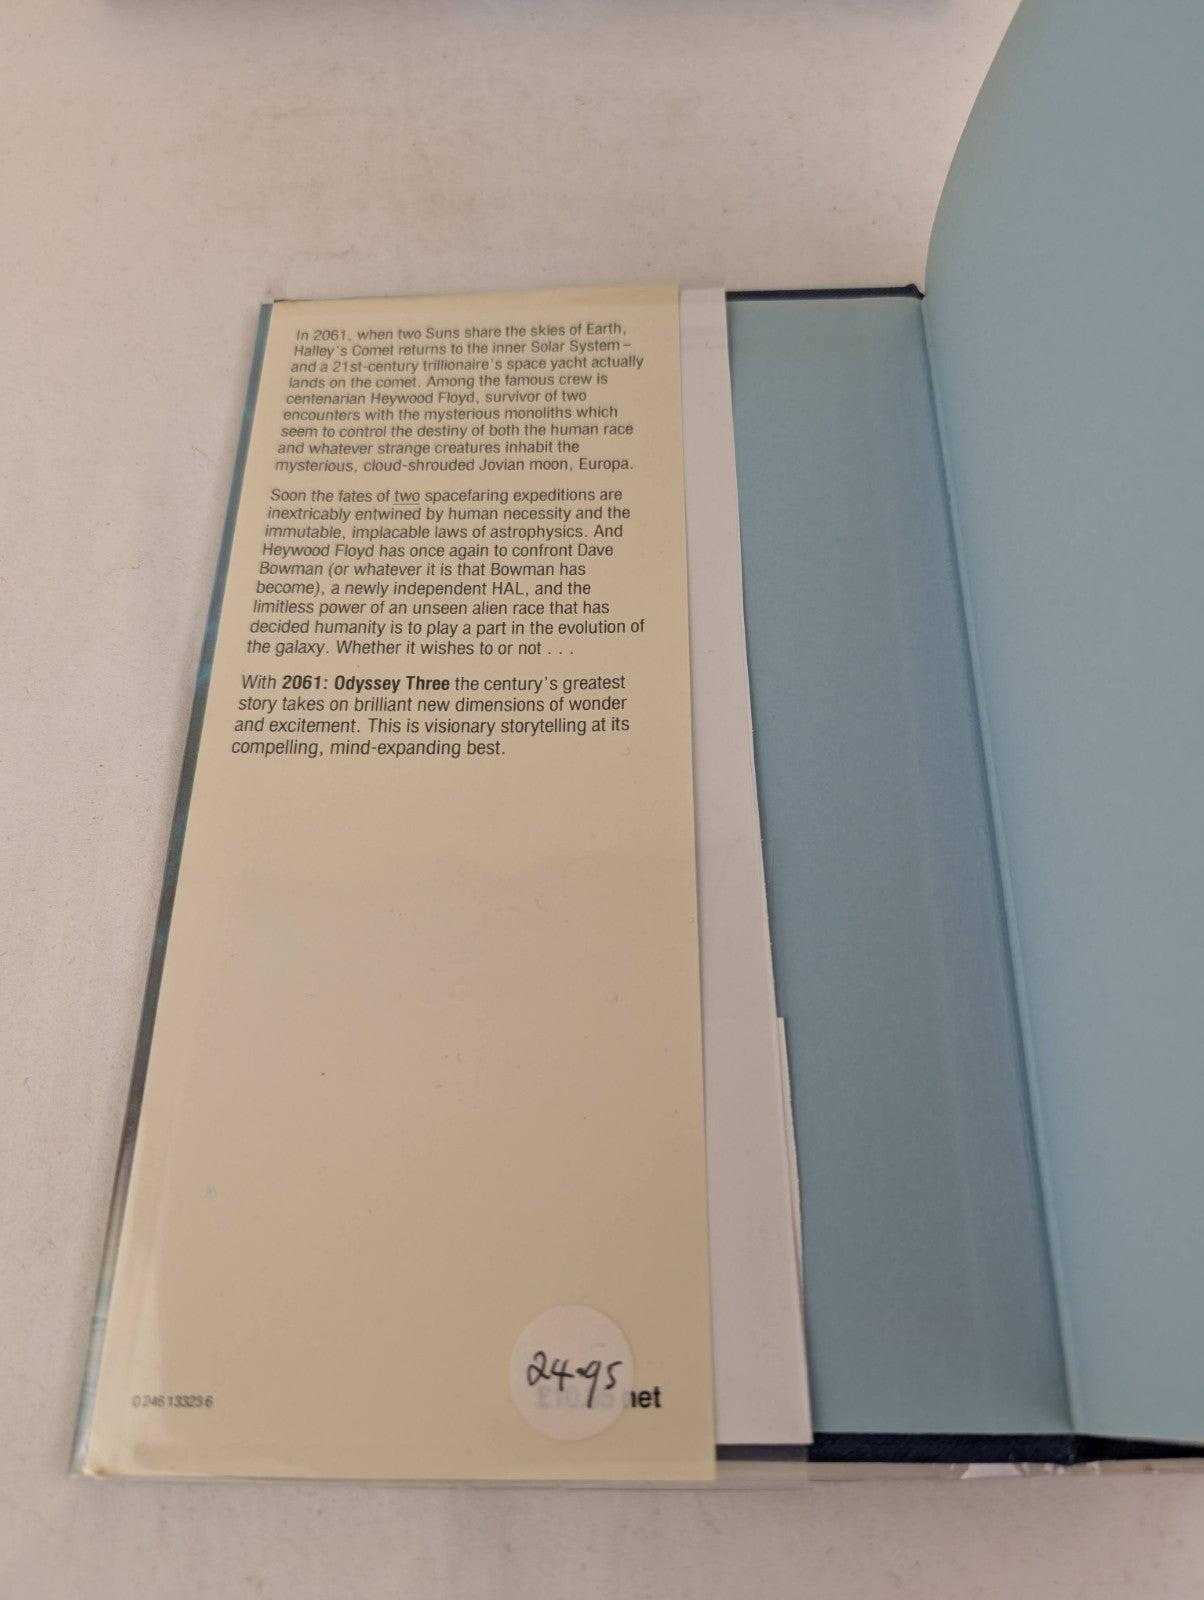 In 2061, when two Suns share the skies of Earth,
Halley's Comet returns to the inner Solar System –
and a 21st-century trillionaire's space yacht actually
lands on the comet. Among the famous crew is
centenarian Heywood Floyd, survivor of two
encounters with the mysterious monoliths which
seem to control the destiny of both the human race
and whatever strange creatures inhabit the
mysterious, cloud-shrouded Jovian moon, Europa.
Soon the fates of two spacefaring expeditions are
inextricably entwined by human necessity and the
immutable, implacable laws of astrophysics. And
Heywood Floyd has once again to confront Dave
Bowman (or whatever it is that Bowman has
become), a newly independent HAL, and the
limitless power of an unseen alien race that has
decided humanity is to play a part in the evolution of
the galaxy. Whether it wishes to or not . . .
With 2061: Odyssey Three the century's greatest
story takes on brilliant new dimensions of wonder
and excitement. This is visionary storytelling at its
compelling, mind-expanding best.
24.95
0 246 13323 6
net